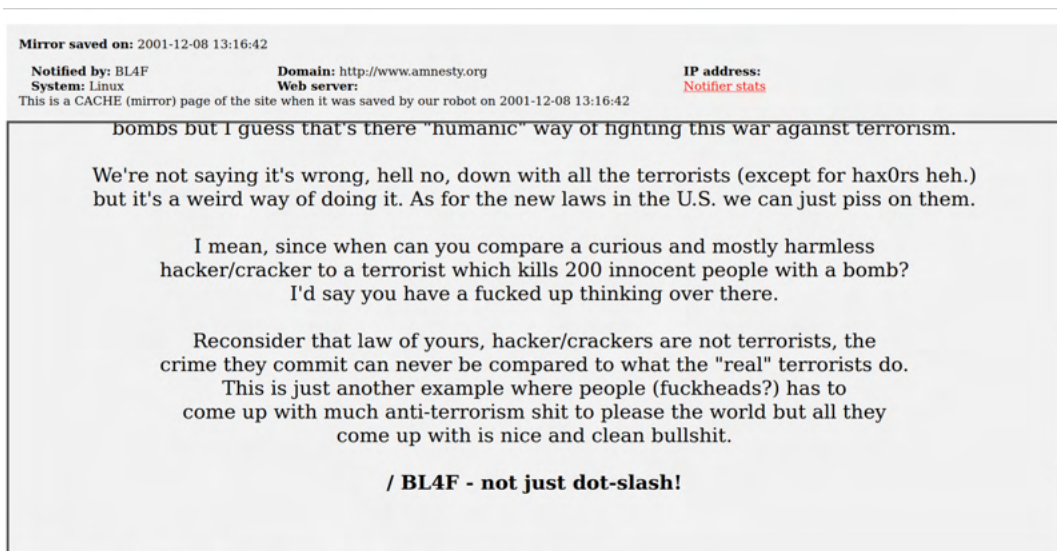 Mirror saved on: 2001-12-08 13:16:42
Notified by: BL4F Domain: http://www.amnesty.org IP address:
System: Linux Web server: Notifier stats
This is a CACHE (mirror) page of the site when it was saved by our robot on 2001-12-08 13:16:42
bombs but I guess that's there "humanic" way of fighting this war against terrorism.
We're not saying it's wrong, hell no, down with all the terrorists (except for hax0rs heh.)
but it's a weird way of doing it. As for the new laws in the U.S. we can just piss on them.
I mean, since when can you compare a curious and mostly harmless
hacker/cracker to a terrorist which kills 200 innocent people with a bomb?
I'd say you have a fucked up thinking over there.
Reconsider that law of yours, hacker/crackers are not terrorists, the
crime they commit can never be compared to what the "real" terrorists do.
This is just another example where people (fuckheads?) has to
come up with much anti-terrorism shit to please the world but all they
come up with is nice and clean bullshit.
/ BL4F - not just dot-slash!